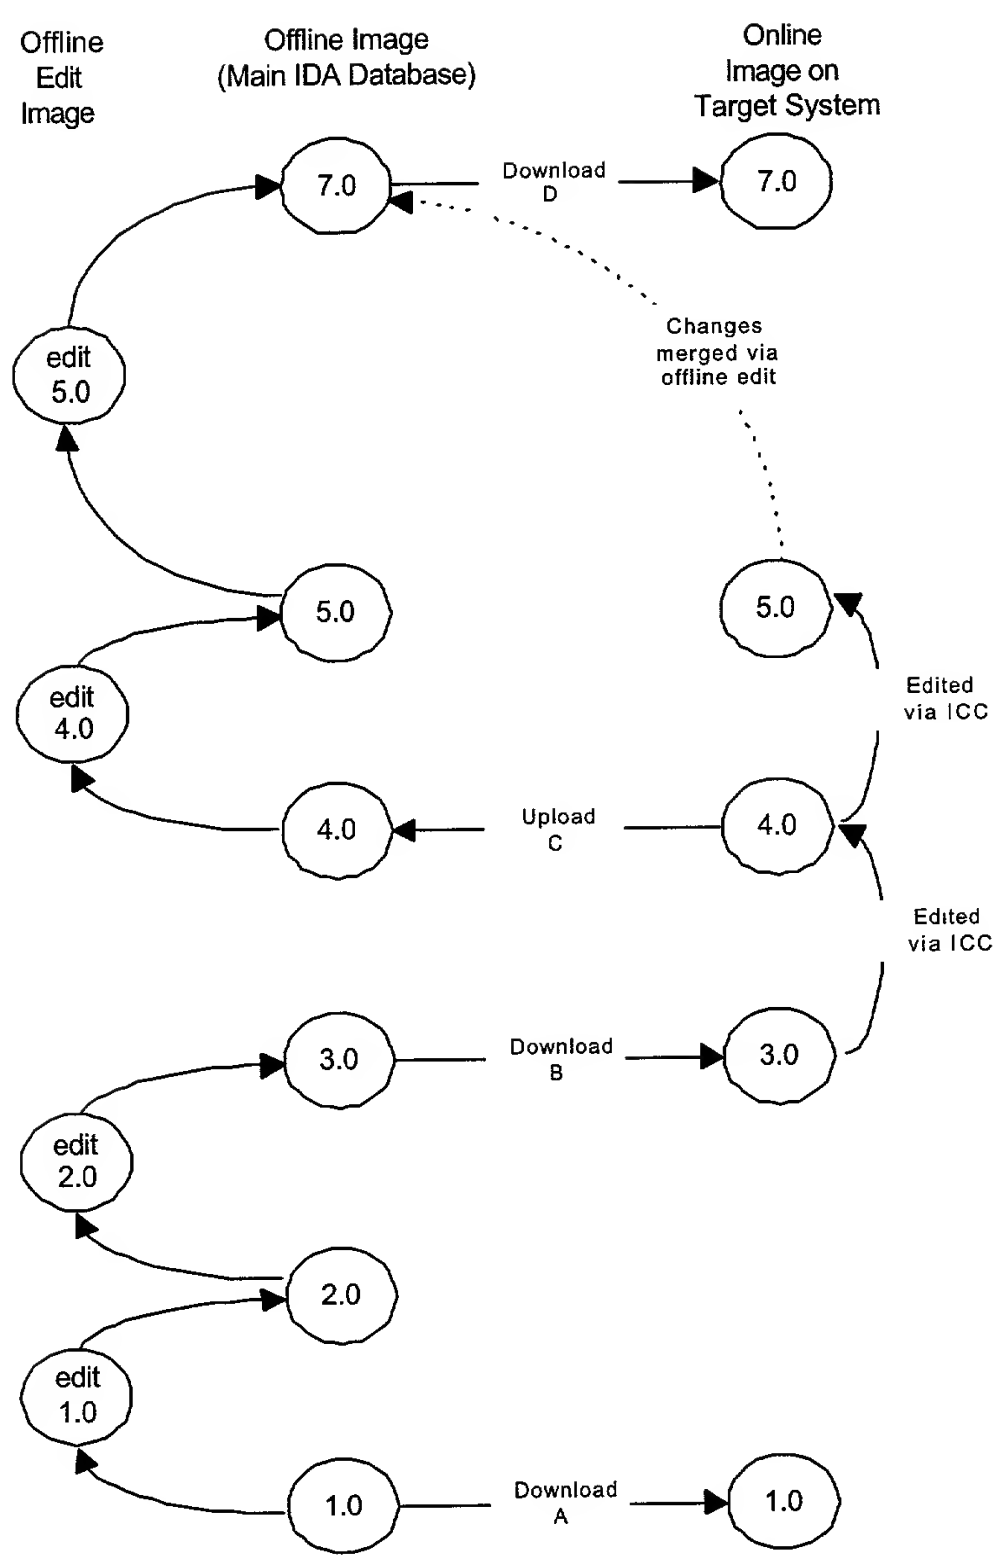 Offline
Edit
Image
Offline Image
(Main IDA Database)
Online
Image on
Target System
7.0
Download
D
7.0
Changes
merged via
offline edit
edit
5.0
5.0
5.0
Edited
via ICC
edit
4.0
4.0
Upload
C
4.0
Edited
via ICC
3.0
Download
B
3.0
edit
2.0
2.0
edit
1.0
1.0
Download
A
1.0